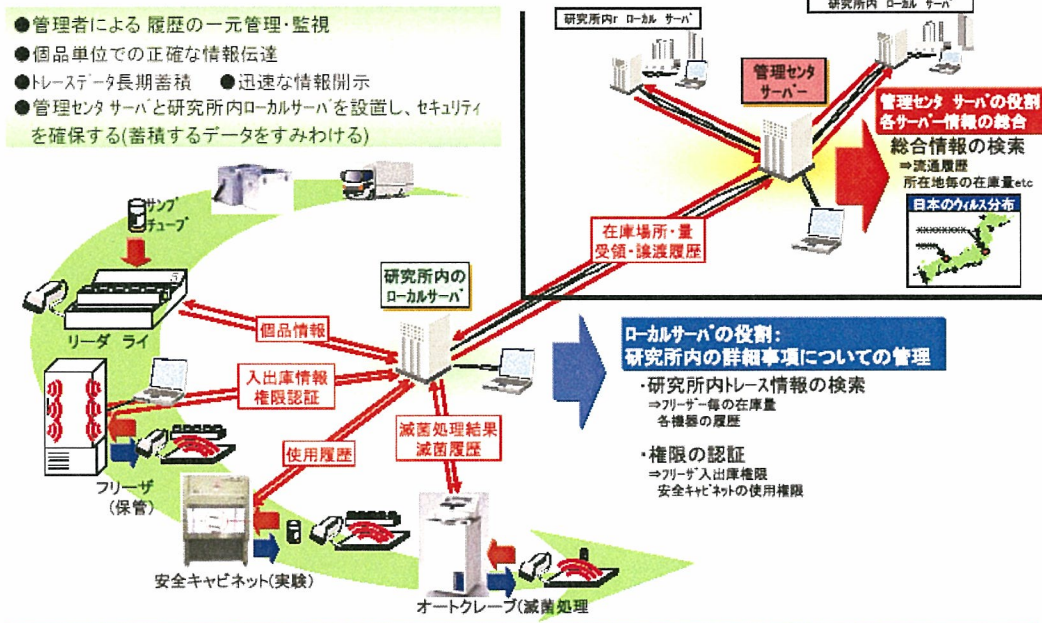 ●管理者による 履歴の一元管理・監視
●個品単位での正確な情報伝達
●トレースデータ長期蓄積 ●迅速な情報開示
●管理センタ サーバと研究所内ローカルサーバを設置し、セキュリティ
を確保する(蓄積するデータをすみわける)
研究所内r ローカル サーバ
研究所内 ローカル サーバ
管理センタ
サーバー
管理センタ サーバの役割
各サーバー情報の総合
総合情報の検索
⇒流通履歴
所在地毎の在庫量etc
日本のウィルス分布
xxxxxxxxxx
サンプ
チューブ
在庫場所・量
受領・譲渡履歴
研究所内の
ローカルサーバ
リーダ ライ
個品情報
入出庫情報
権限認証
使用履歴
滅菌処理結果
滅菌履歴
ローカルサーバの役割:
研究所内の詳細事項についての管理
・研究所内トレース情報の検索
⇒フリーザー毎の在庫量
各機器の履歴
・権限の認証
⇒フリーザ入出庫権限
安全キャビネットの使用権限
フリーザ
(保管)
安全キャビネット(実験)
オートクレーブ(滅菌処理